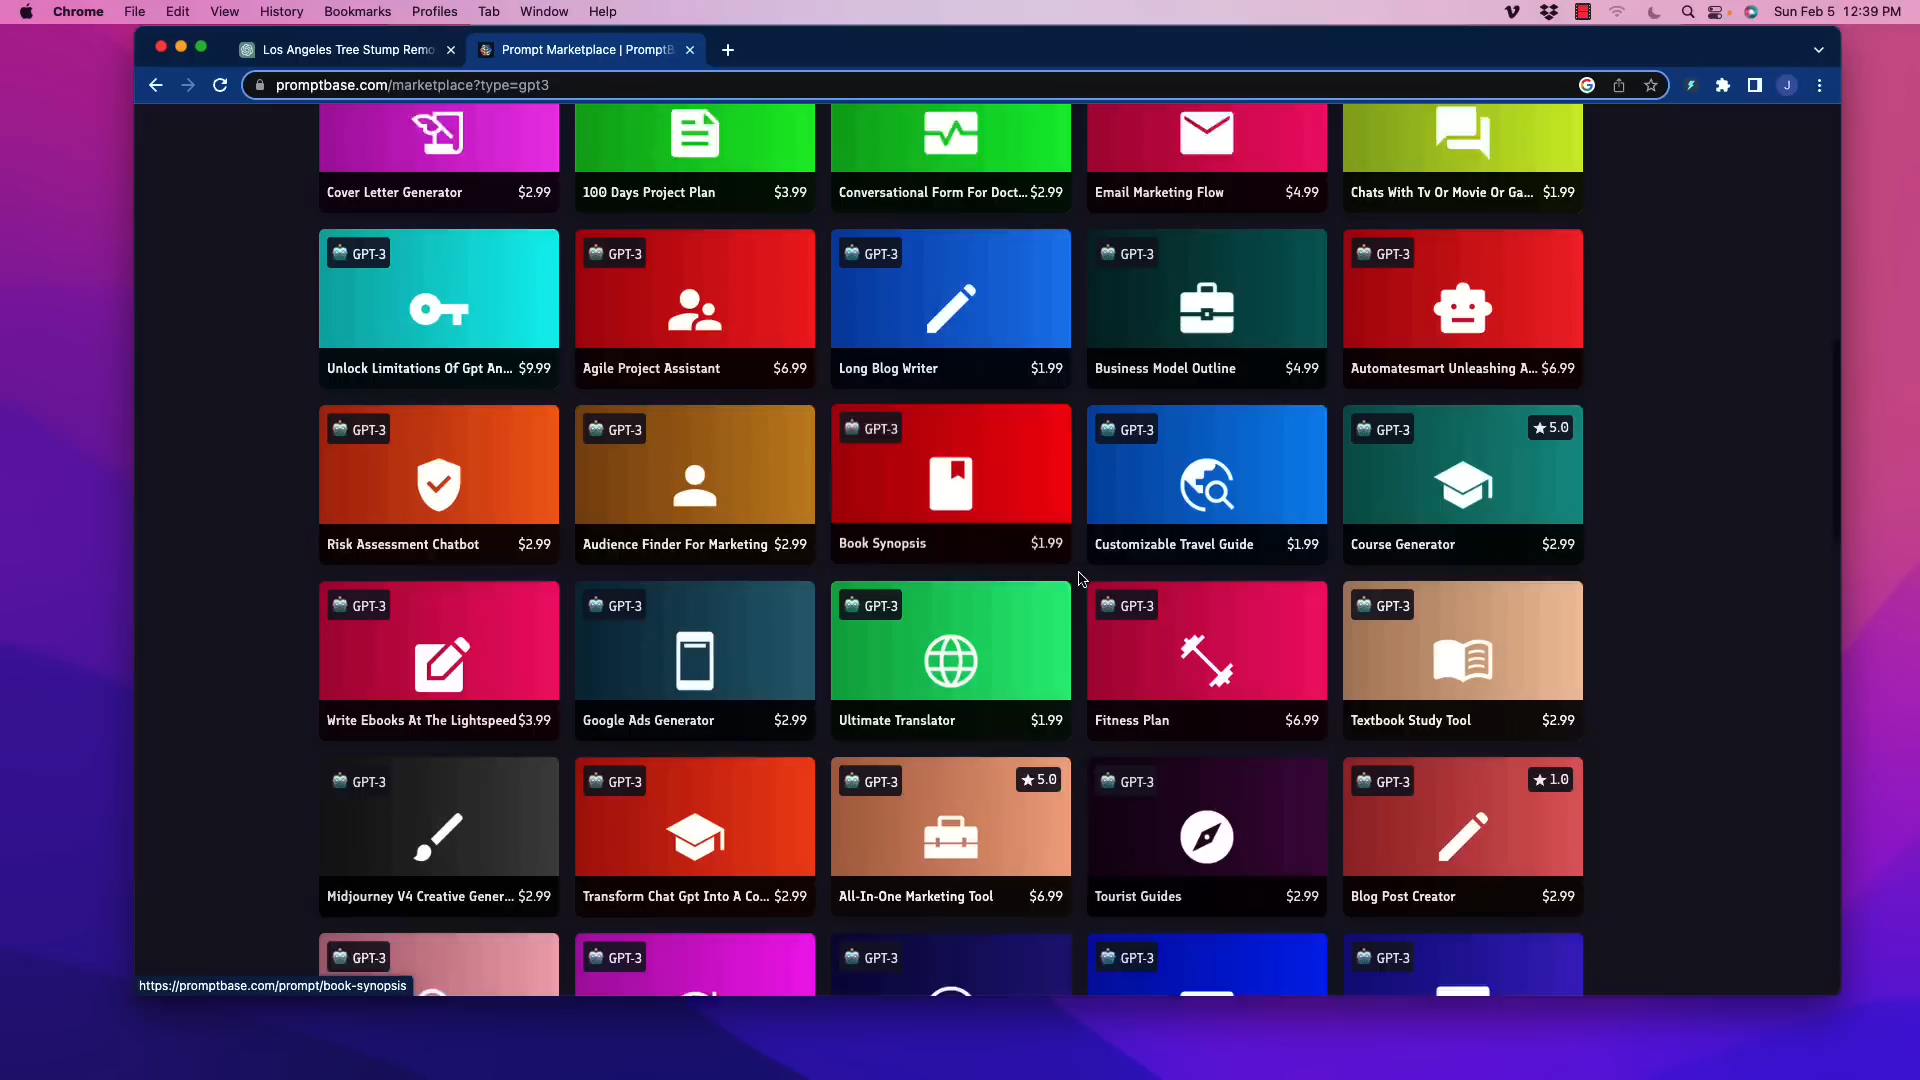 Chrome File Edit View History Bookmarks Profiles Tab Window Help Sun Feb 5 12:39 PM
Los Angeles Tree Stump Remo Prompt Marketplace | PromptB
promptbase.com/marketplace?type=gpt3 J
Cover Letter Generator $2.99 100 Days Project Plan $3.99 Conversational Form For Doct... $2.99 Email Marketing Flow $4.99 Chats With Tv Or Movie Or Ga... $1.99
GPT-3 GPT-3 GPT-3 GPT-3 GPT-3
Unlock Limitations Of Gpt An... $9.99 Agile Project Assistant $6.99 Long Blog Writer $1.99 Business Model Outline $4.99 Automatesmart Unleashing A... $6.99
GPT-3 GPT-3 GPT-3 GPT-3 GPT-3 5.0
Risk Assessment Chatbot $2.99 Audience Finder For Marketing $2.99 Book Synopsis $1.99 Customizable Travel Guide $1.99 Course Generator $2.99
GPT-3 GPT-3 GPT-3 GPT-3 GPT-3
Write Ebooks At The Lightspeed $3.99 Google Ads Generator $2.99 Ultimate Translator $1.99 Fitness Plan $6.99 Textbook Study Tool $2.99
GPT-3 GPT-3 GPT-3 5.0 GPT-3 GPT-3 1.0
Midjourney V4 Creative Gener... $2.99 Transform Chat Gpt Into A Co... $2.99 All-In-One Marketing Tool $6.99 Tourist Guides $2.99 Blog Post Creator $2.99
GPT-3 GPT-3 GPT-3 GPT-3 GPT-3
https://promptbase.com/prompt/book-synopsis